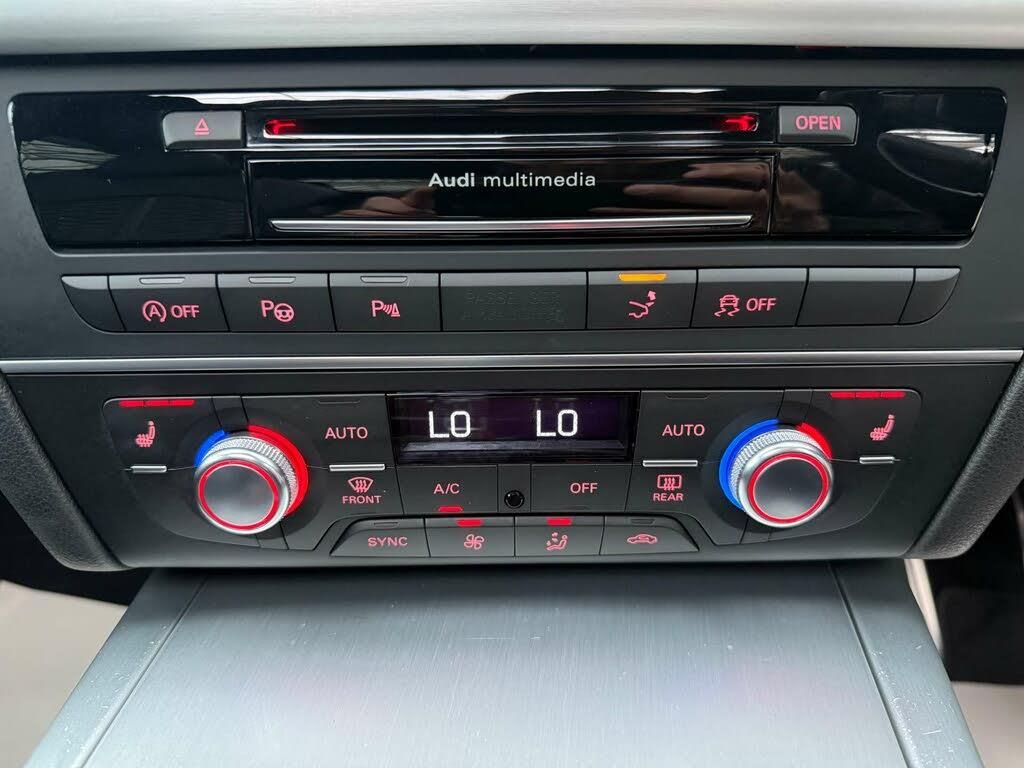 OPEN
Audi multimedia
A OFF
P
P
OFF
LO LO
AUTO
AUTO
FRONT
A/C
OFF
REAR
SYNC